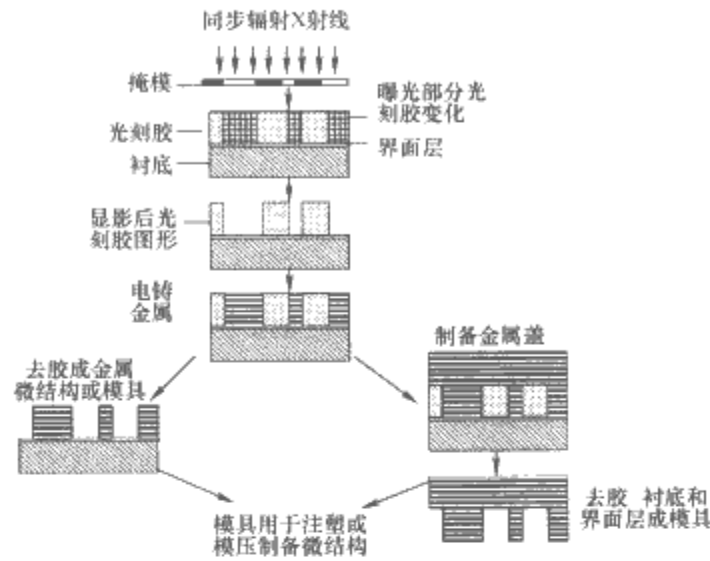 同步辐射X射线
掩模
曝光部分光
刻胶变化
光刻胶
界面层
衬底
显影后光
刻胶图形
电铸
金属
制备金属盖
去胶成金属
微结构或模具
去胶 衬底和
界面层成模具
模具用于注塑或
模压制备微结构